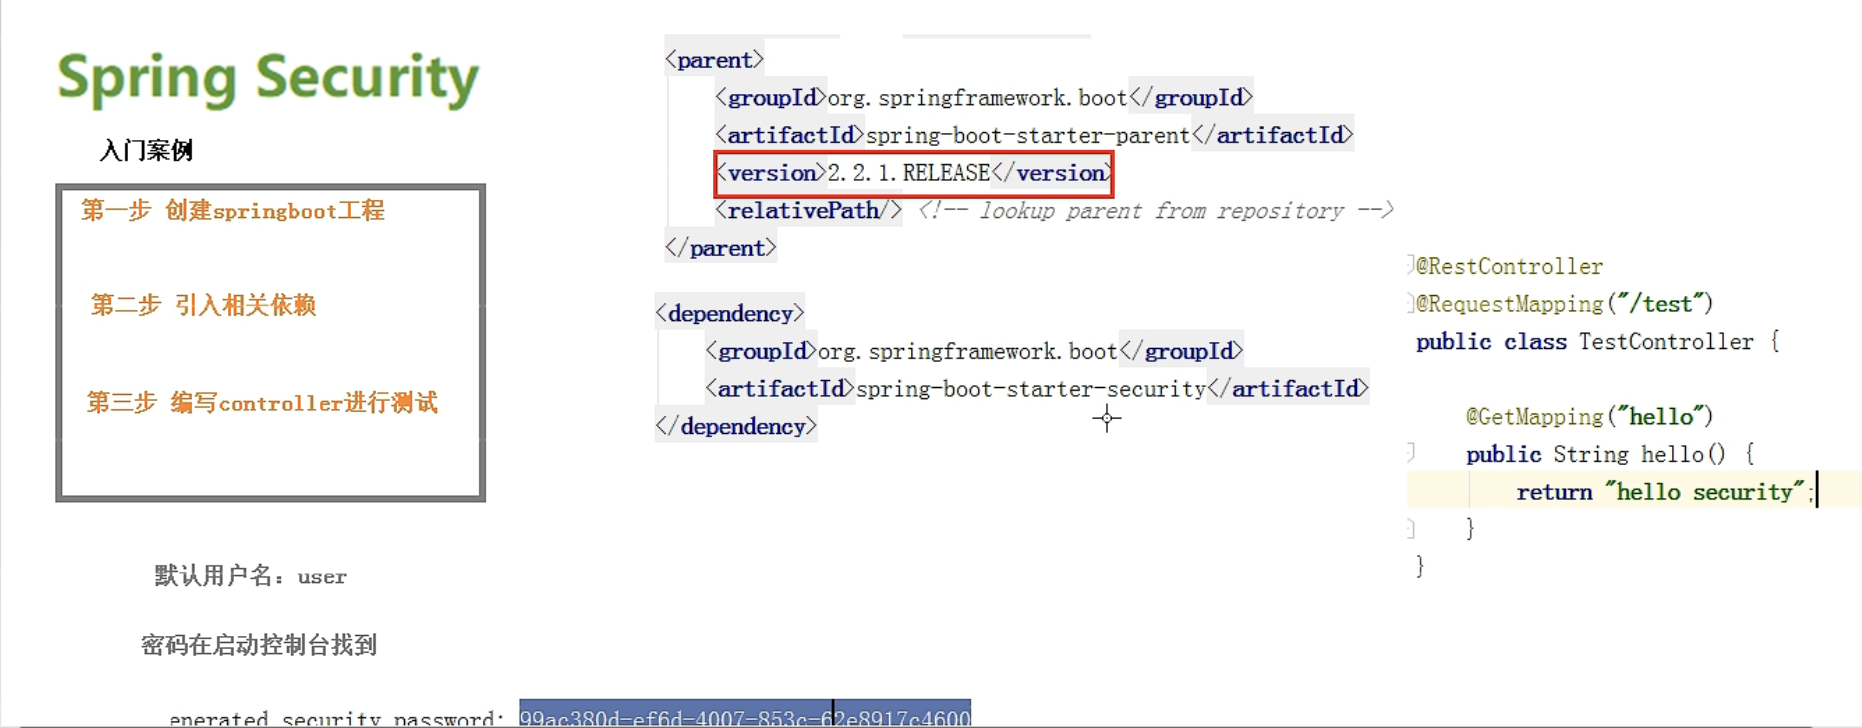 Spring Security
入门案例
第一步 创建springboot工程
第二步 引入相关依赖
第三步 编写controller进行测试
默认用户名：user
密码在启动控制台找到
enerated security password: 99ac380d-ef6d-4007-853c-62e8917c4600
<parent>
<groupId>org.springframework.boot</groupId>
<artifactId>spring-boot-starter-parent</artifactId>
<version>2.2.1.RELEASE</version>
<relativePath/> <!-- lookup parent from repository -->
</parent>
<dependency>
<groupId>org.springframework.boot</groupId>
<artifactId>spring-boot-starter-security</artifactId>
</dependency>
@RestController
@RequestMapping("/test")
public class TestController {
@GetMapping("hello")
public String hello() {
return "hello security";
}
}